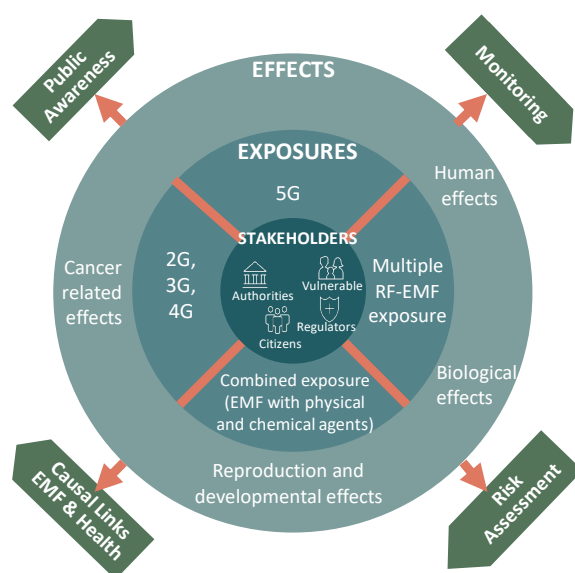 Public
Awareness
Monitoring
EFFECTS
EXPOSURES
5G
Human
effects
STAKEHOLDERS
Authorities
Vulnerable
Citizens
Regulators
2G,
3G,
4G
Cancer
related
effects
Multiple
RF-EMF
exposure
Combined exposure
(EMF with physical
and chemical agents)
Biological
effects
Reproduction and
developmental effects
Causal Links
EMF & Health
Risk
Assessment